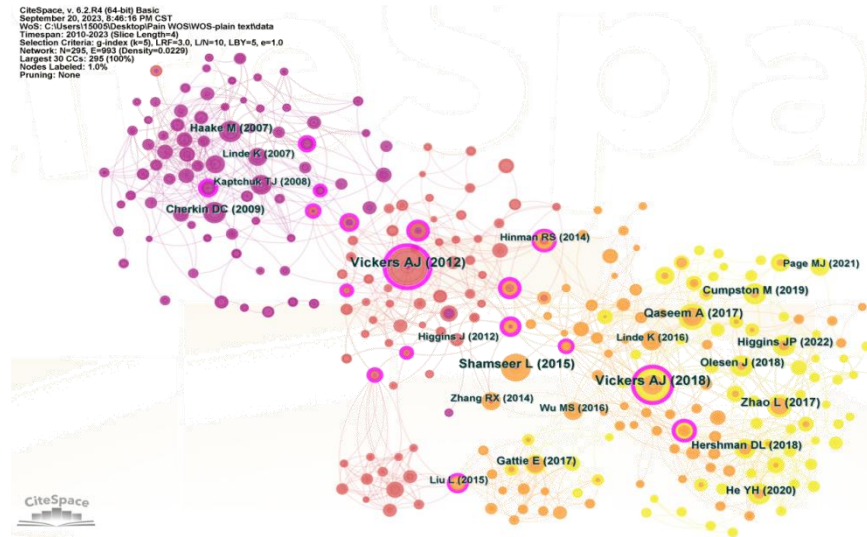 CiteSpace, v. 6.2.R4 (64-bit) Basic
September 20, 2023, 8:46:16 PM CST
WoS: C:\Users\15005\Desktop\Pain WOS\WOS-plain text\data
Timespan: 2010-2023 (Slice Length=4)
Selection Criteria: g-index (k=5), LRF=3.0, L/N=10, LBY=5, e=1.0
Network: N=295, E=993 (Density=0.0229)
Largest 30 CCs: 295 (100%)
Nodes Labeled: 1.0%
Pruning: None
Haake M (2007)
Linde K (2007)
Kaptchuk TJ (2008)
Cherkin DC (2009)
Hinman RS (2014)
Vickers AJ (2012)
Page MJ (2021)
Cumpston M (2019)
Qaseem A (2017)
Higgins J (2012)
Linde K (2016)
Higgins JP (2022)
Shamseer L (2015)
Olesen J (2018)
Vickers AJ (2018)
Zhang RX (2014)
Wu MS (2016)
Zhao L (2017)
Hershman DL (2018)
Gattie E (2017)
Liu L (2015)
He YH (2020)
CiteSpace